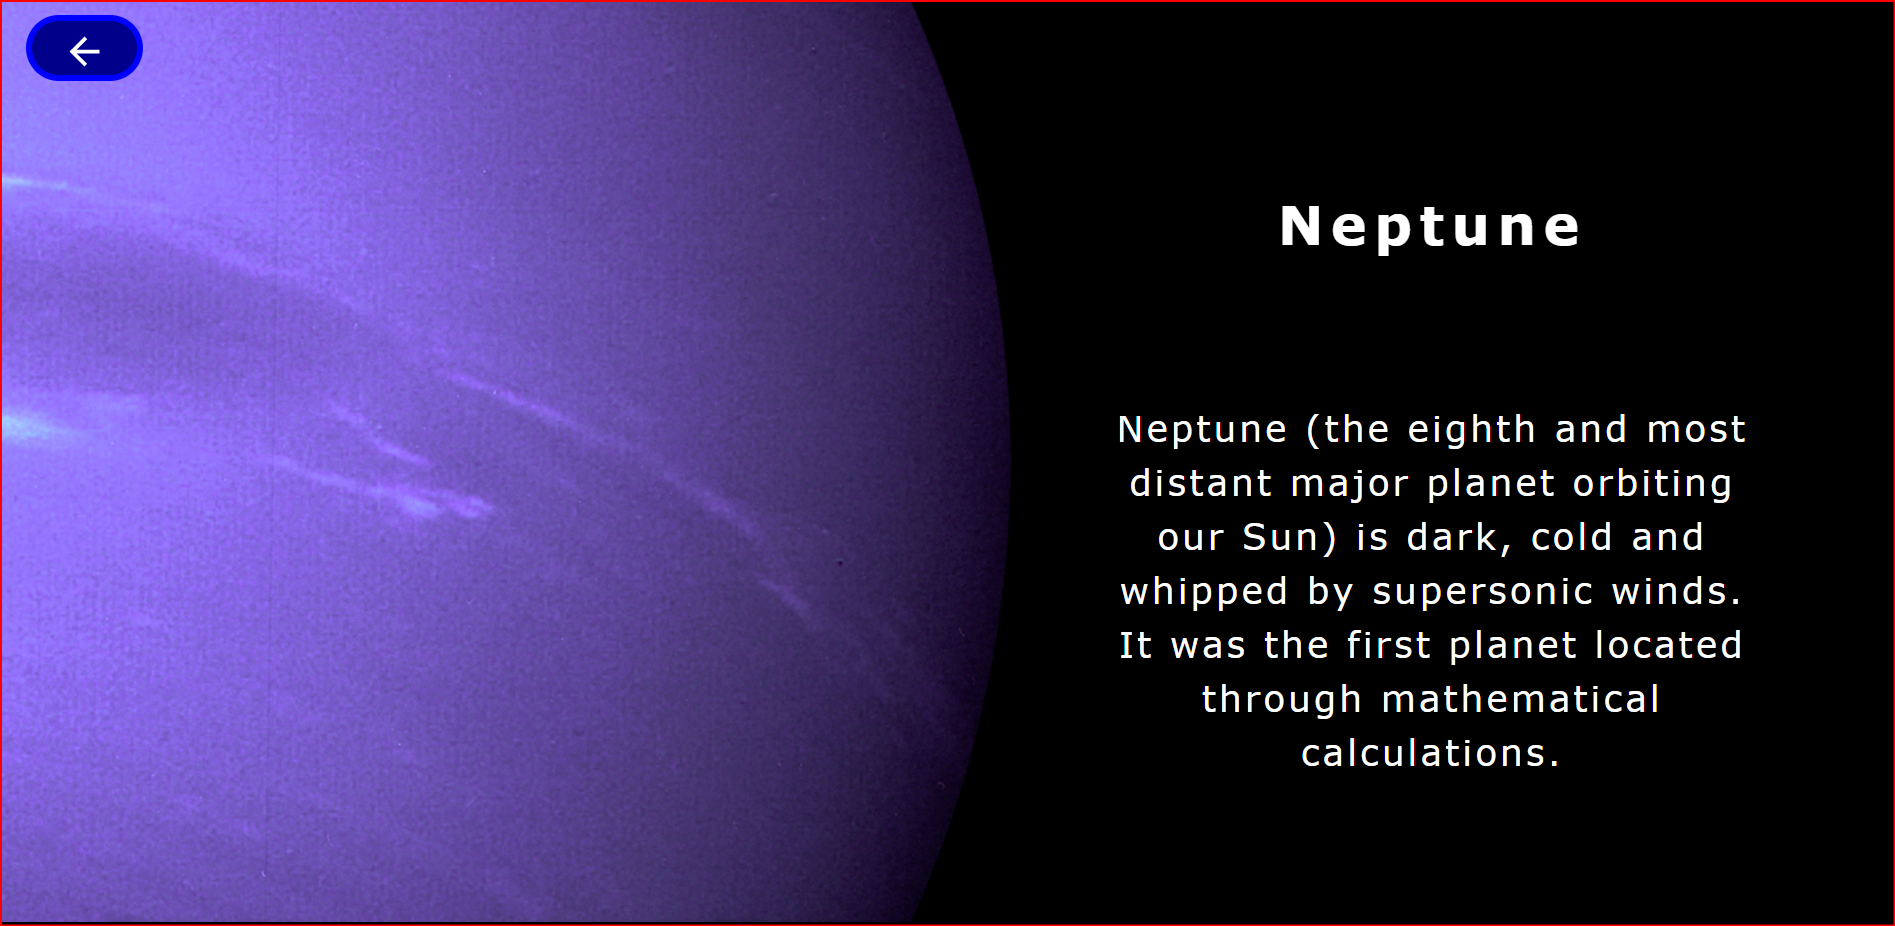 Neptune
Neptune (the eighth and most
distant major planet orbiting
our Sun) is dark, cold and
whipped by supersonic winds.
It was the first planet located
through mathematical
calculations.